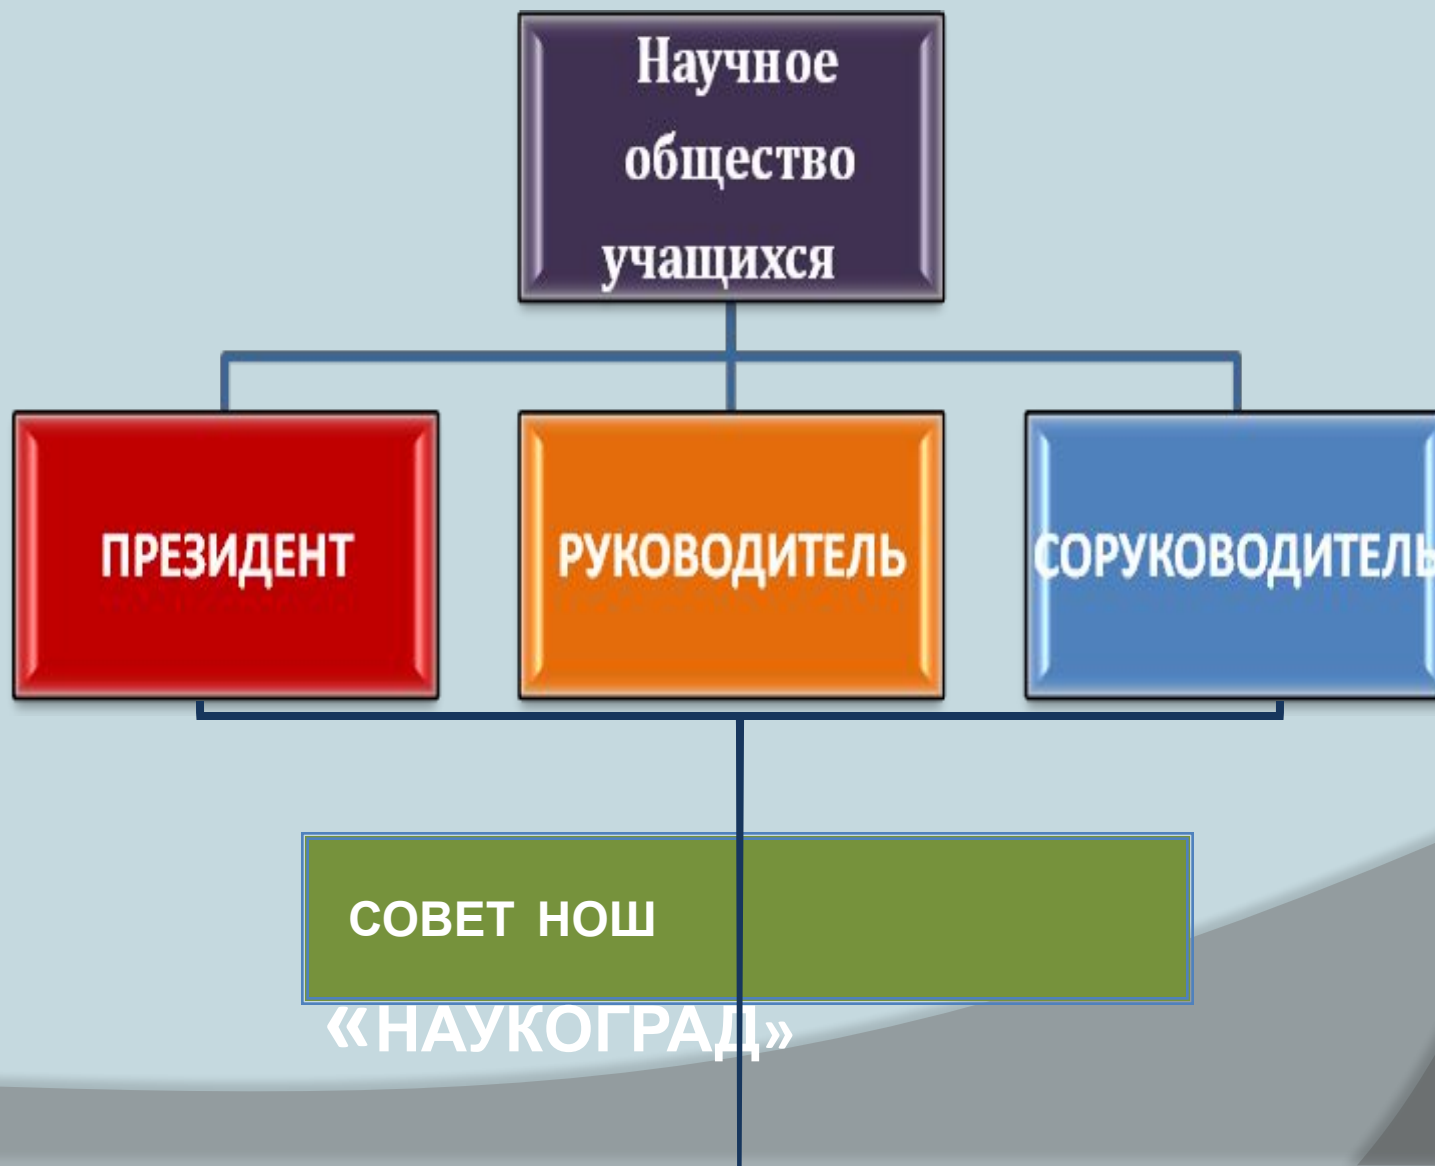 Научное
общество
учащихся
ПРЕЗИДЕНТ
РУКОВОДИТЕЛЬ
СОРУКОВОДИТЕЛЬ
СОВЕТ НОШ
«НАУКОГРАД»